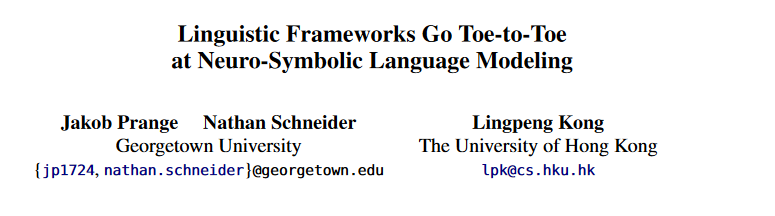 Linguistic Frameworks Go Toe-to-Toe
at Neuro-Symbolic Language Modeling
Jakob Prange Nathan Schneider
Georgetown University
{jp1724, nathan.schneider}@georgetown.edu
Lingpeng Kong
The University of Hong Kong
lpk@cs.hku.hk